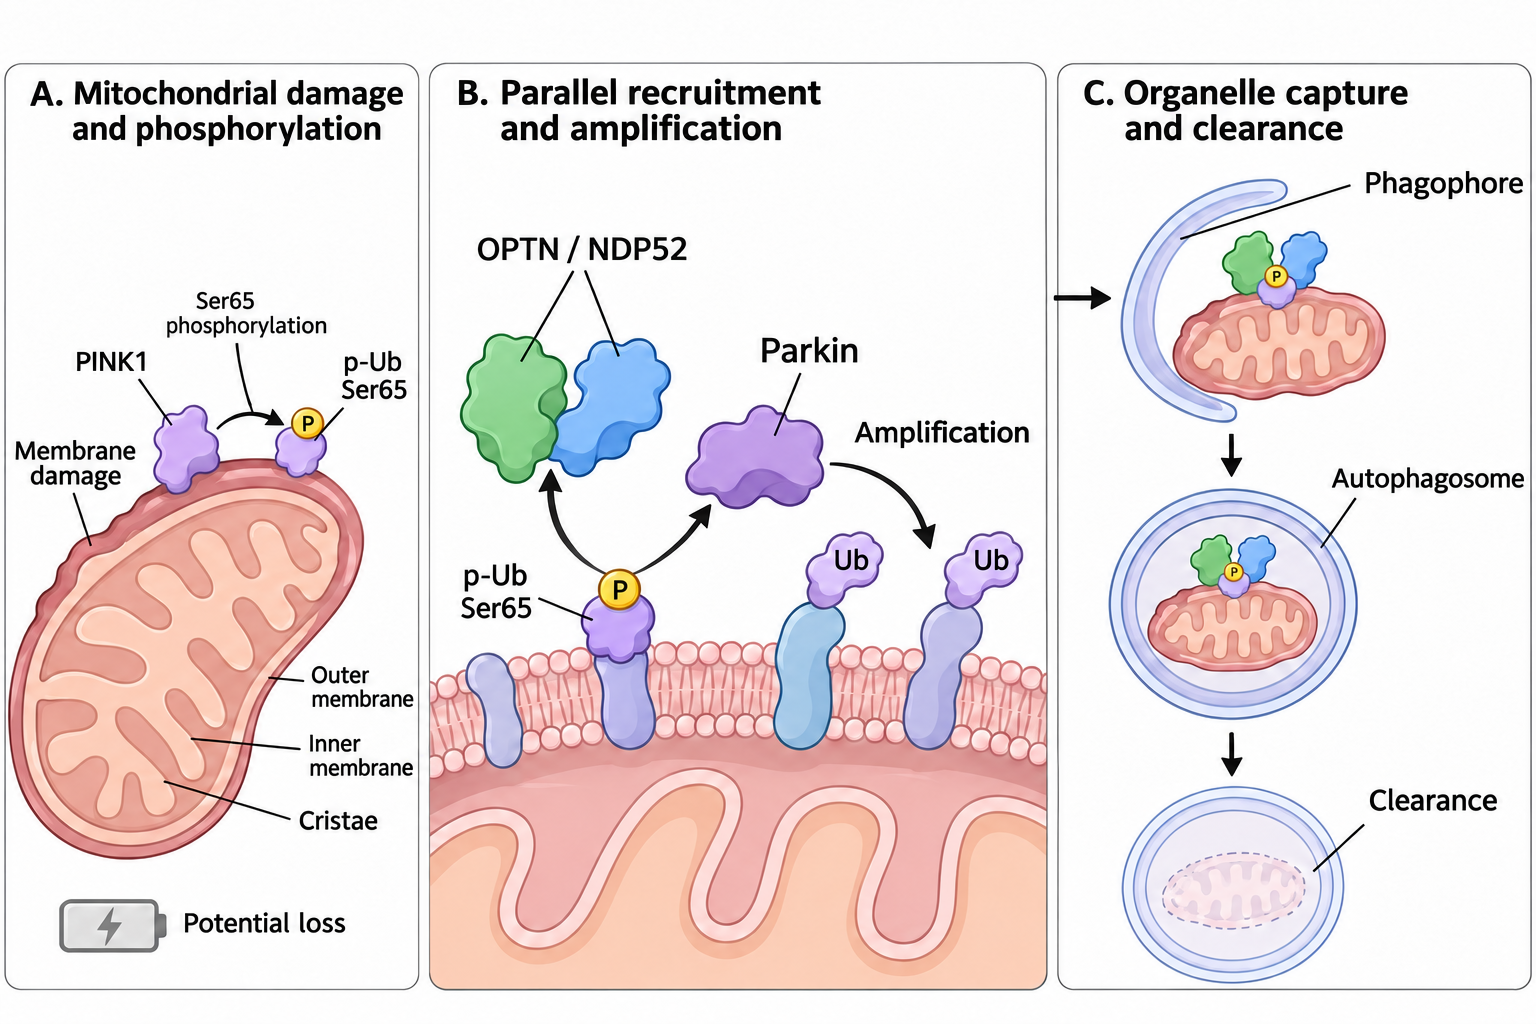 A. Mitochondrial damage
and phosphorylation
Ser65
phosphorylation
PINK1
p-Ub
Ser65
P
Membrane
damage
Outer
membrane
Inner
membrane
Cristae
Potential loss
B. Parallel recruitment
and amplification
OPTN / NDP52
Parkin
Amplification
Ub
Ub
p-Ub
Ser65
P
C. Organelle capture
and clearance
Phagophore
P
Autophagosome
P
Clearance